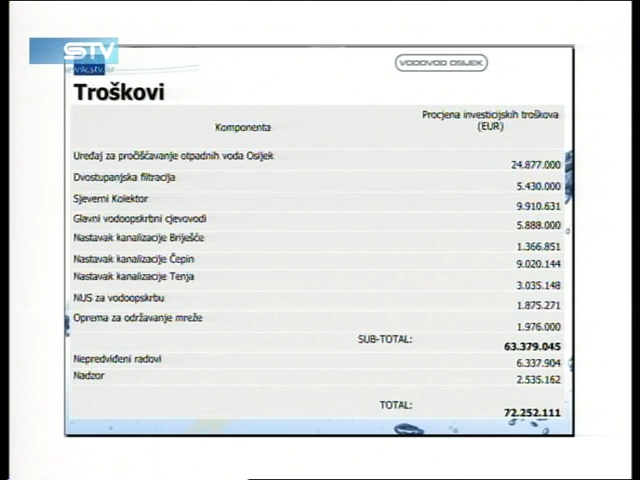 STV
www.stv.hr
VODOVOD OSIJEK
Troškovi
Komponenta
Procjena investicijskih troškova
(EUR)
Uređaj za pročišćavanje otpadnih voda Osijek
24.877.000
Dvostupanjska filtracija
5.430.000
Sjeverni Kolektor
9.910.631
Glavni vodoopskrbni cjevovodi
5.888.000
Nastavak kanalizacije Briješće
1.366.851
Nastavak kanalizacije Čepin
9.020.144
Nastavak kanalizacije Tenja
3.035.148
NUS za vodoopskrbu
1.875.271
Oprema za održavanje mreže
1.976.000
SUB-TOTAL:
63.379.045
Nepredviđeni radovi
6.337.904
Nadzor
2.535.162
TOTAL:
72.252.111